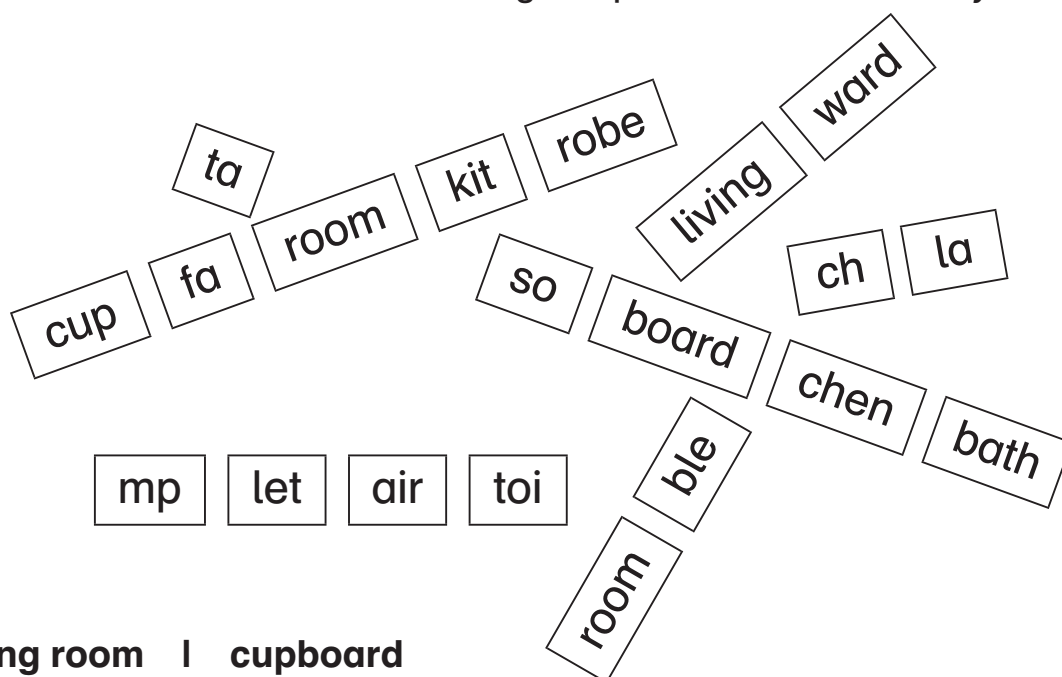 ward
robe
living
kit
ta
room
la
ch
fa
so
cup
board
chen
bath
ble
mp let air toi
room
ng room l cupboard